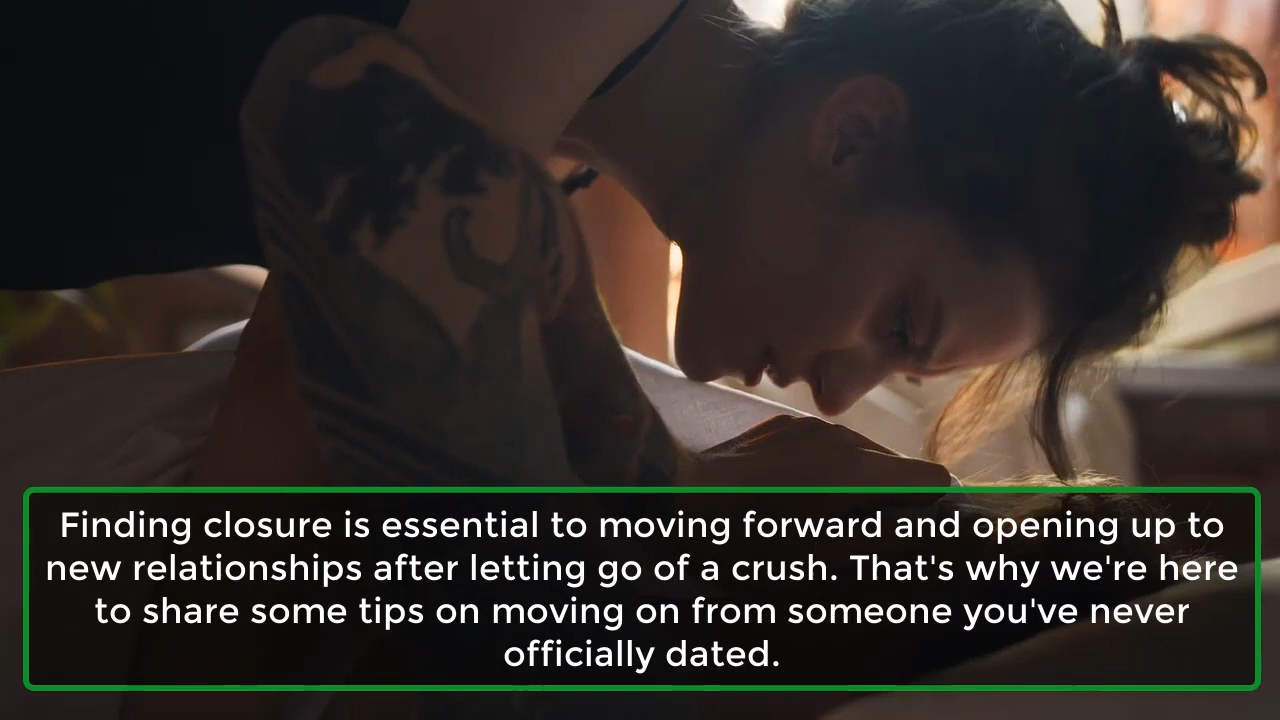 Finding closure is essential to moving forward and opening up to
new relationships after letting go of a crush. That's why we're here
to share some tips on moving on from someone you've never
officially dated.